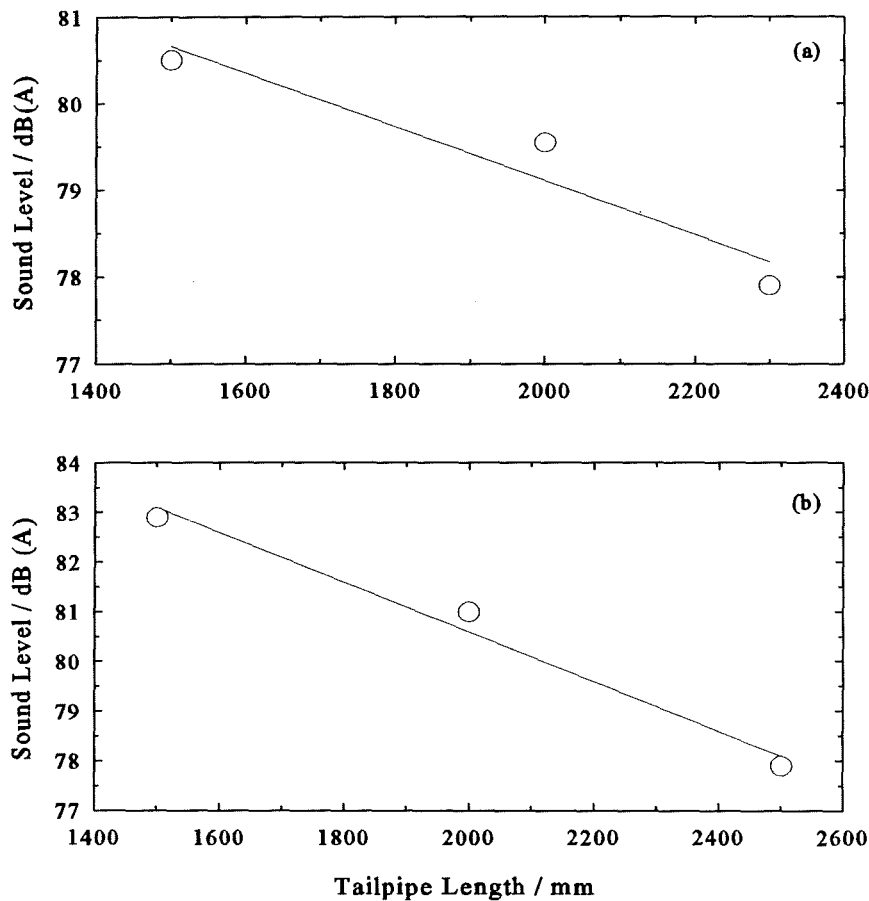 81
80
79
78
77
Sound Level / dB(A)
(a)
1400 1600 1800 2000 2200 2400
84
83
82
81
80
79
78
77
Sound Level / dB (A)
(b)
1400 1600 1800 2000 2200 2400 2600
Tailpipe Length / mm